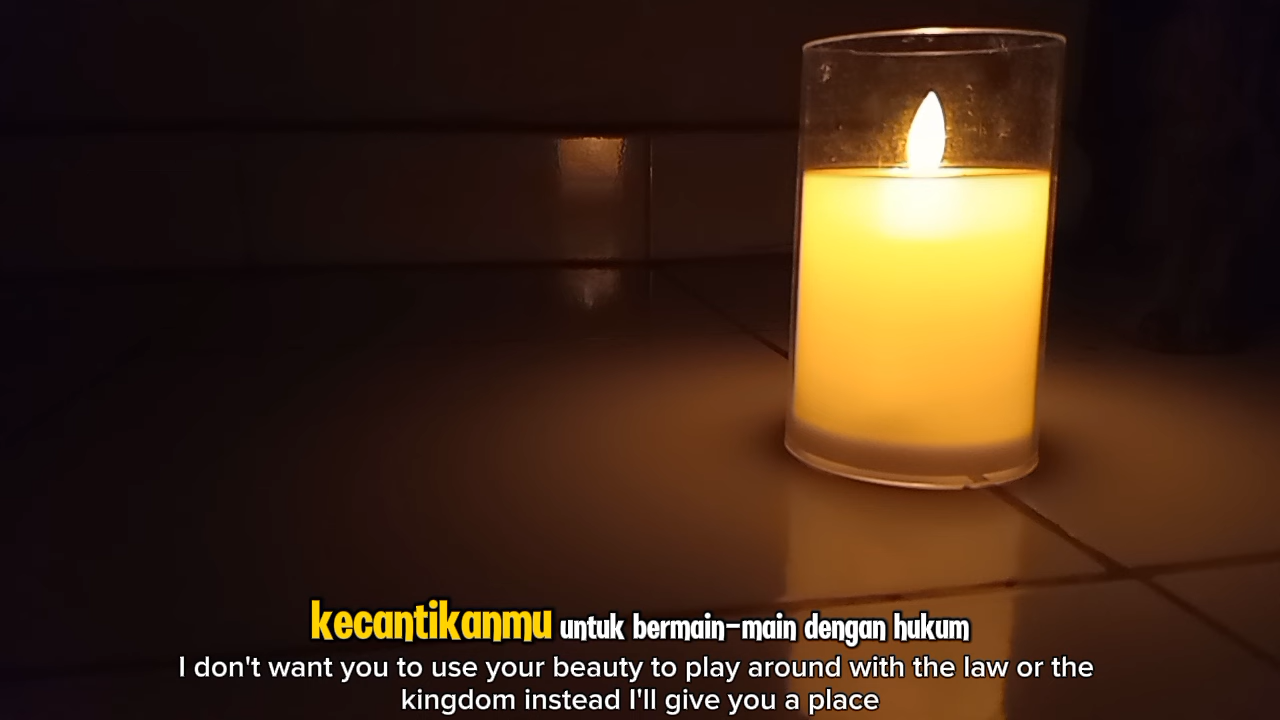 kecantikanmu untuk bermain-main dengan hukum
I don't want you to use your beauty to play around with the law or the
kingdom instead I'll give you a place